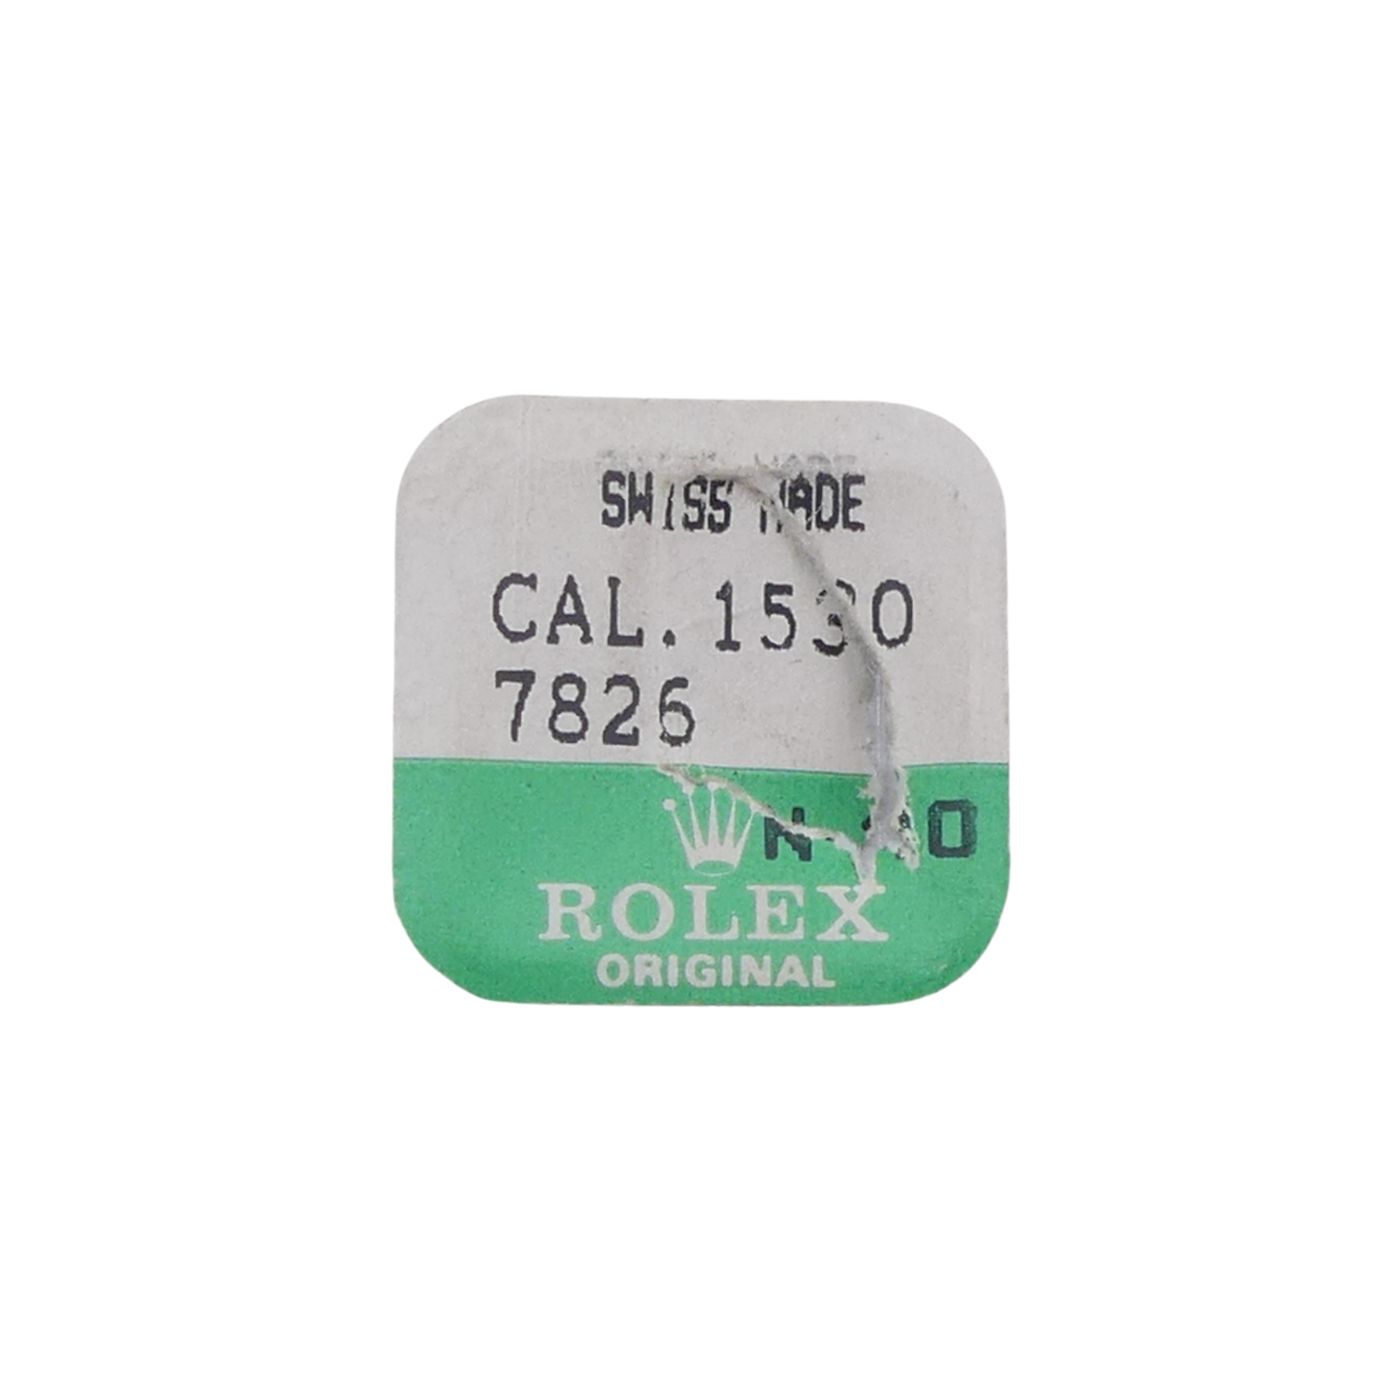 SWISS MADE
CAL. 1530
7826
ROLEX
ORIGINAL